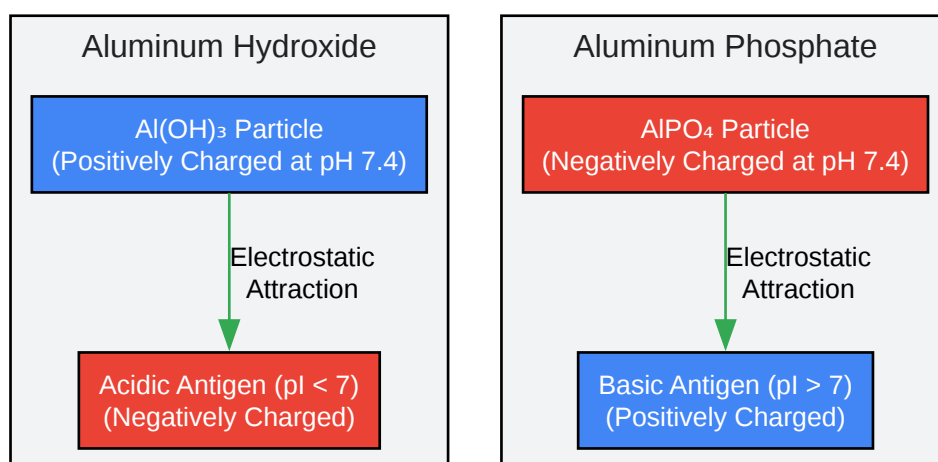 Aluminum Hydroxide
Al(OH)₃ Particle
(Positively Charged at pH 7.4)
Electrostatic
Attraction
Acidic Antigen (pI < 7)
(Negatively Charged)
Aluminum Phosphate
AlPO₄ Particle
(Negatively Charged at pH 7.4)
Electrostatic
Attraction
Basic Antigen (pI > 7)
(Positively Charged)